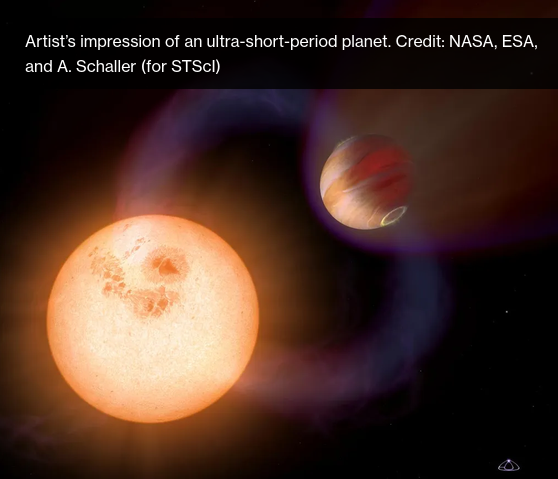 Artist’s impression of an ultra-short-period planet. Credit: NASA, ESA,
and A. Schaller (for STScI)